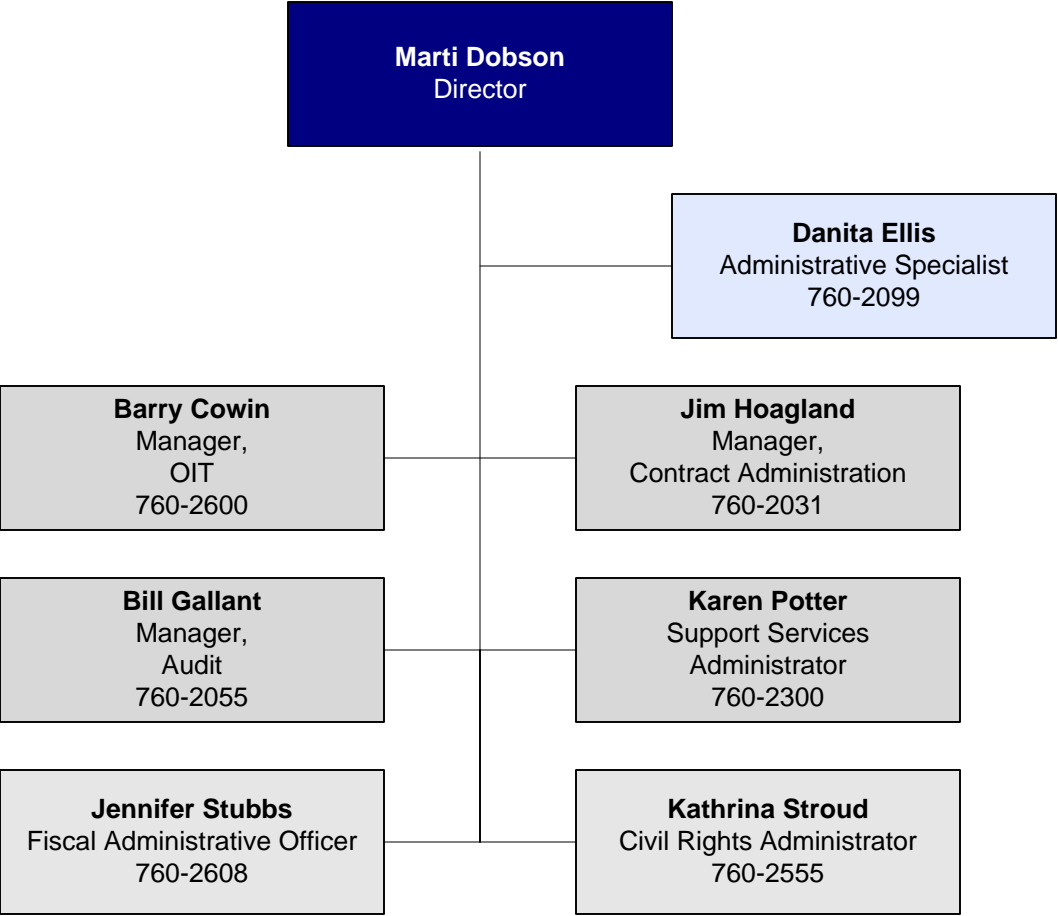 Marti Dobson
Director
Danita Ellis
Administrative Specialist
760-2099
Barry Cowin
Manager,
OIT
760-2600
Jim Hoagland
Manager,
Contract Administration
760-2031
Bill Gallant
Manager,
Audit
760-2055
Karen Potter
Support Services
Administrator
760-2300
Jennifer Stubbs
Fiscal Administrative Officer
760-2608
Kathrina Stroud
Civil Rights Administrator
760-2555